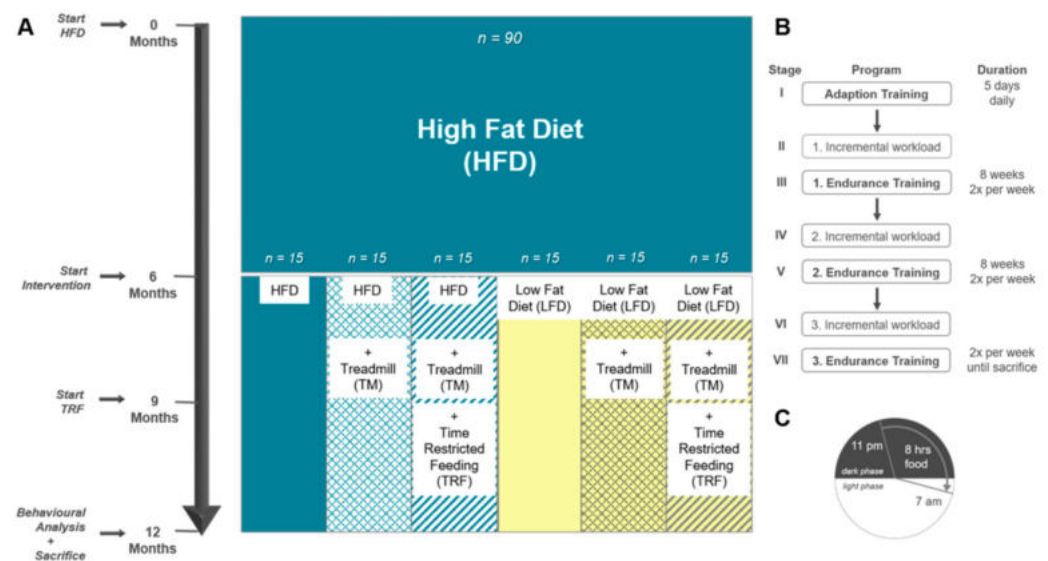 A
Start
HFD
0
Months
n = 90
High Fat Diet
(HFD)
n = 15
n = 15
n = 15
n = 15
n = 15
n = 15
Start
Intervention
6
Months
HFD
HFD
HFD
Low Fat
Diet (LFD)
Low Fat
Diet (LFD)
Low Fat
Diet (LFD)
+
Treadmill
(TM)
+
Treadmill
(TM)
+
Treadmill
(TM)
+
Treadmill
(TM)
Start
TRF
9
Months
+
Time
Restricted
Feeding
(TRF)
+
Time
Restricted
Feeding
(TRF)
Behavioural
Analysis
+
Sacrifice
12
Months
B
Stage
Program
Duration
I
Adaption Training
5 days
daily
II
1. Incremental workload
III
1. Endurance Training
8 weeks
2x per week
IV
2. Incremental workload
V
2. Endurance Training
8 weeks
2x per week
VI
3. Incremental workload
VII
3. Endurance Training
2x per week
until sacrifice
C
11 pm
8 hrs
food
dark phase
light phase
7 am